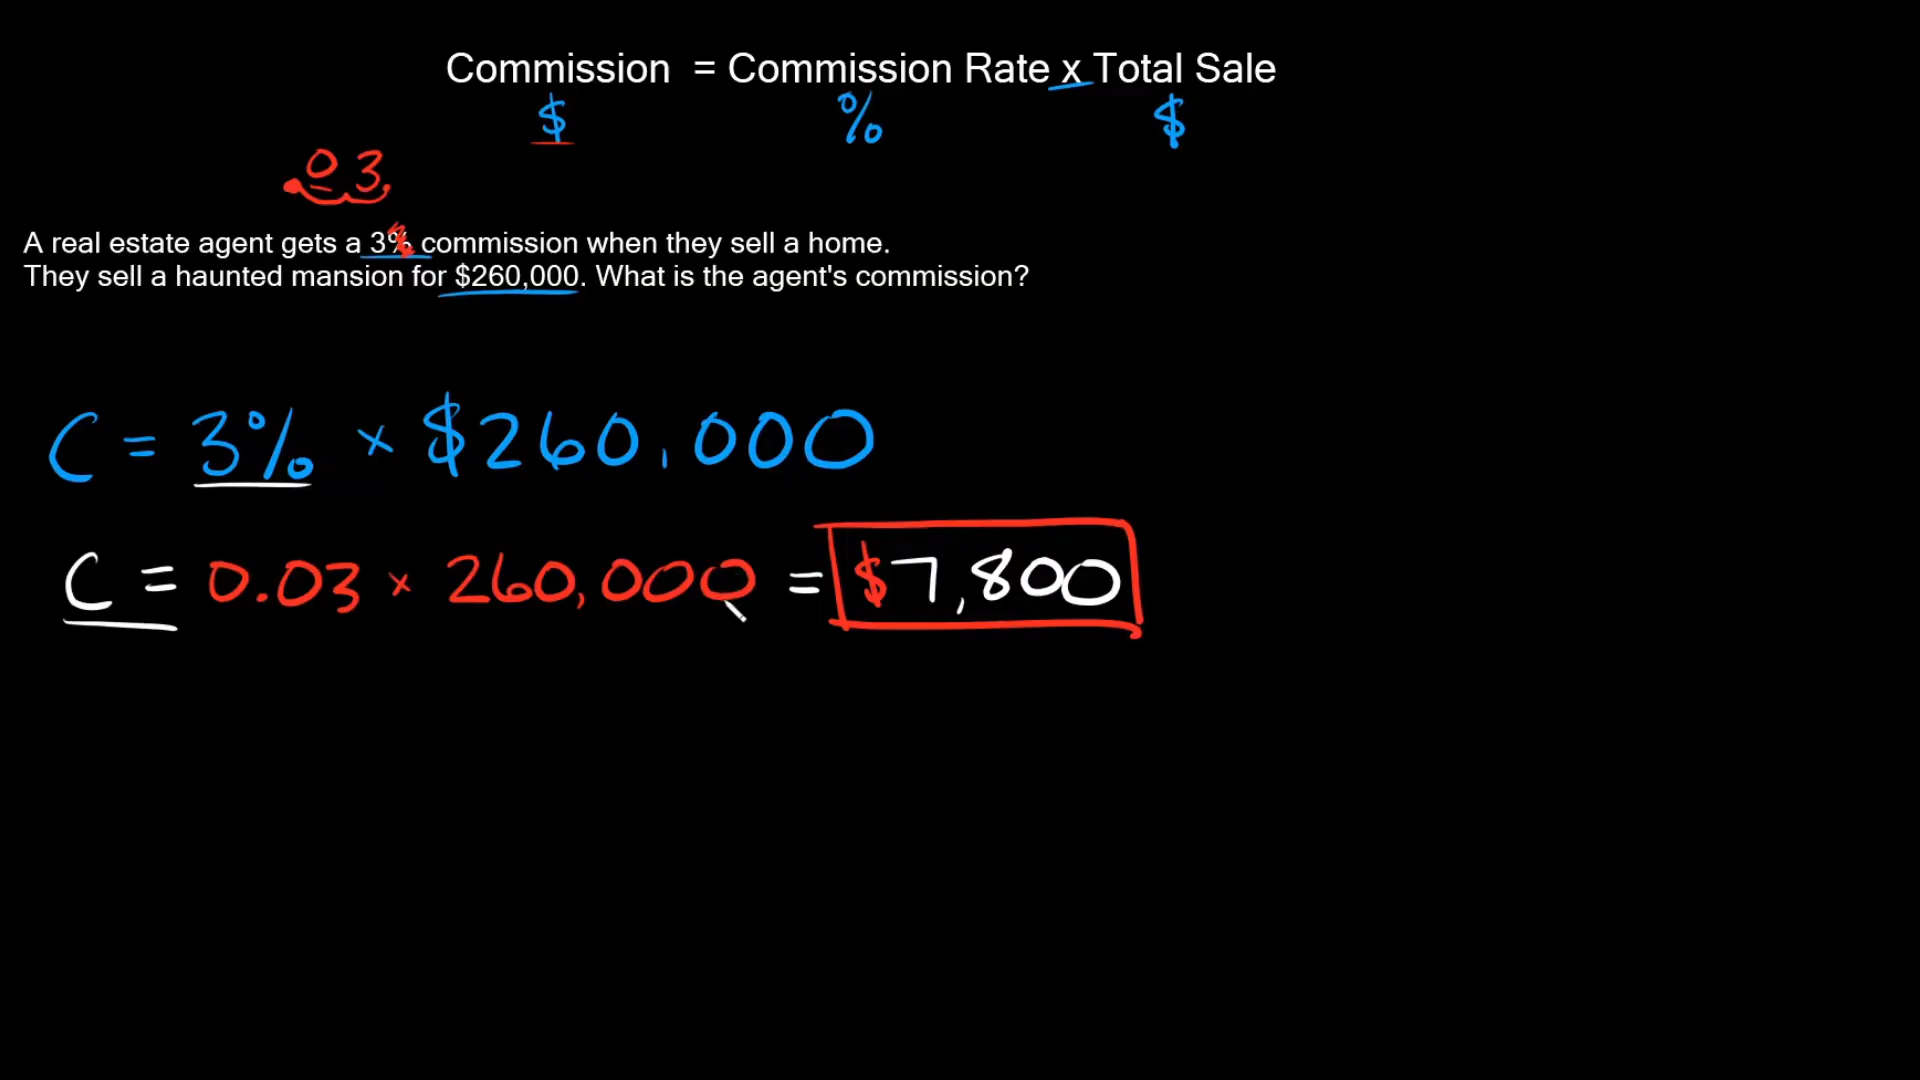 Commission = Commission Rate x Total Sale
$ % $
.03.
A real estate agent gets a 3% commission when they sell a home.
They sell a haunted mansion for $260,000. What is the agent's commission?
C = 3% × $260,000
C = 0.03 × 260,000 = $7,800